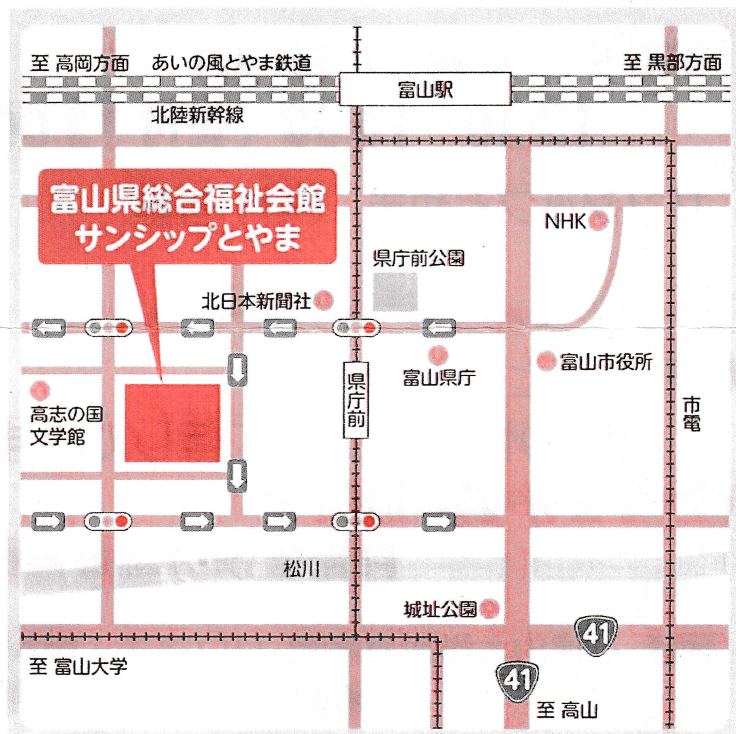 至 高岡方面
あいの風とやま鉄道
至 黒部方面
富山駅
北陸新幹線
富山県総合福祉会館
サンシップとやま
NHK
県庁前公園
北日本新聞社
富山県庁
富山市役所
県庁前
高志の国
文学館
市電
松川
城址公園
41
至 富山大学
41
至 高山